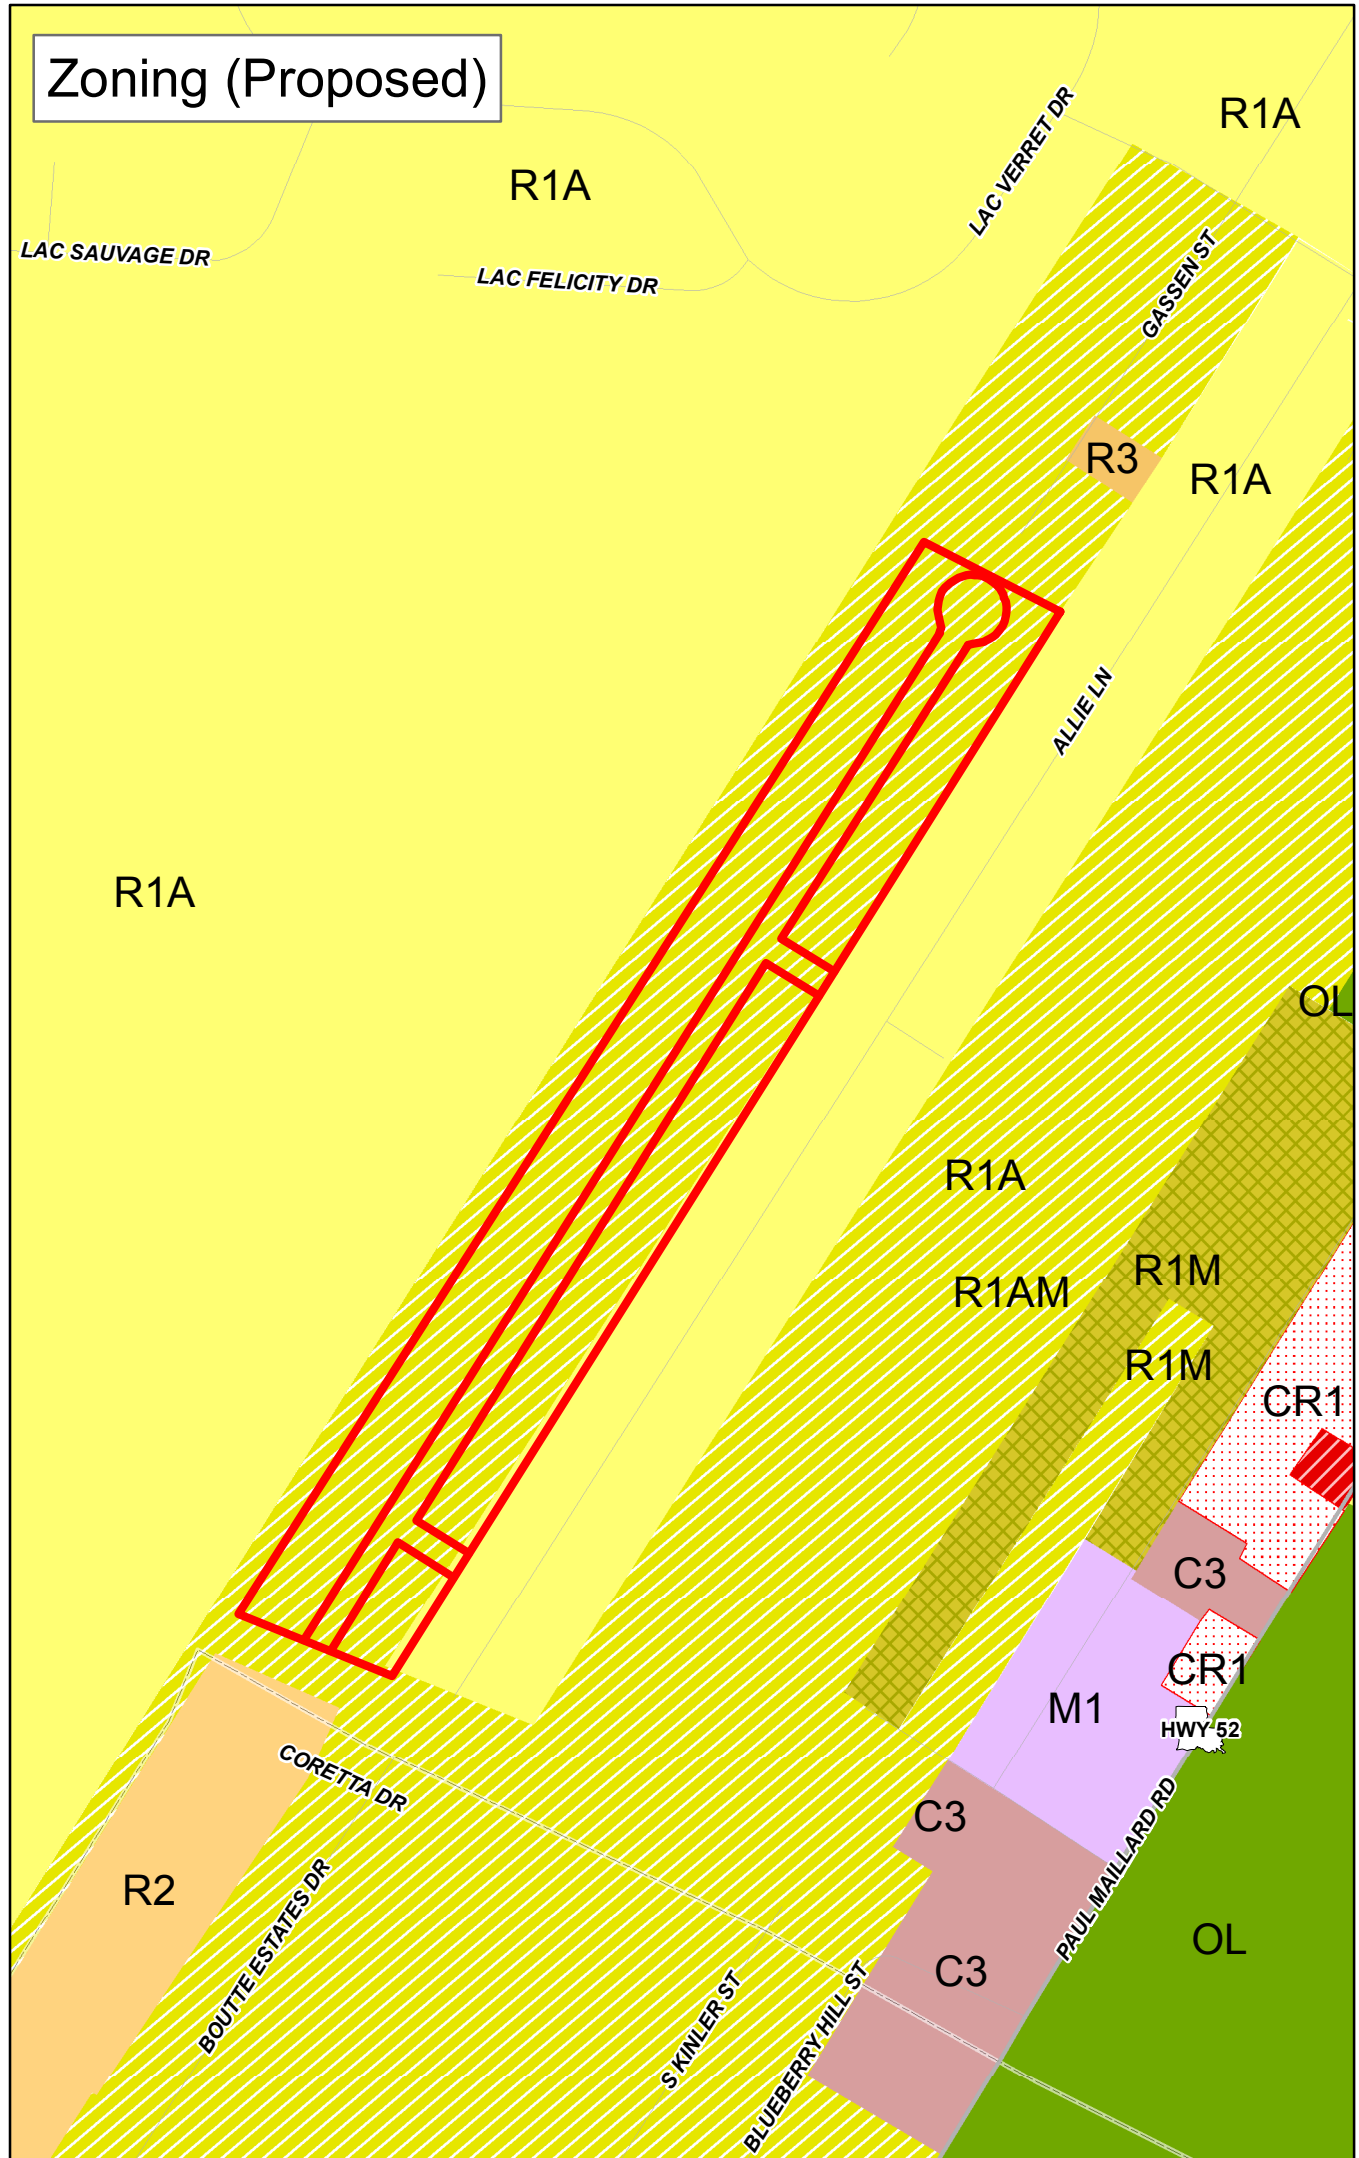 Zoning (Proposed)
R1A
R1A
LAC VERRET DR
LAC SAUVAGE DR
LAC FELICITY DR
GASSEN ST
R3
R1A
ALLIE LN
R1A
OL
R1A
R1M
R1AM
R1M
CR1
C3
CR1
M1
HWY 52
CORETTA DR
C3
PAUL MAILLARD RD
R2
BOUTTE ESTATES DR
OL
C3
S KINLER ST
BLUEBERRY HILL ST